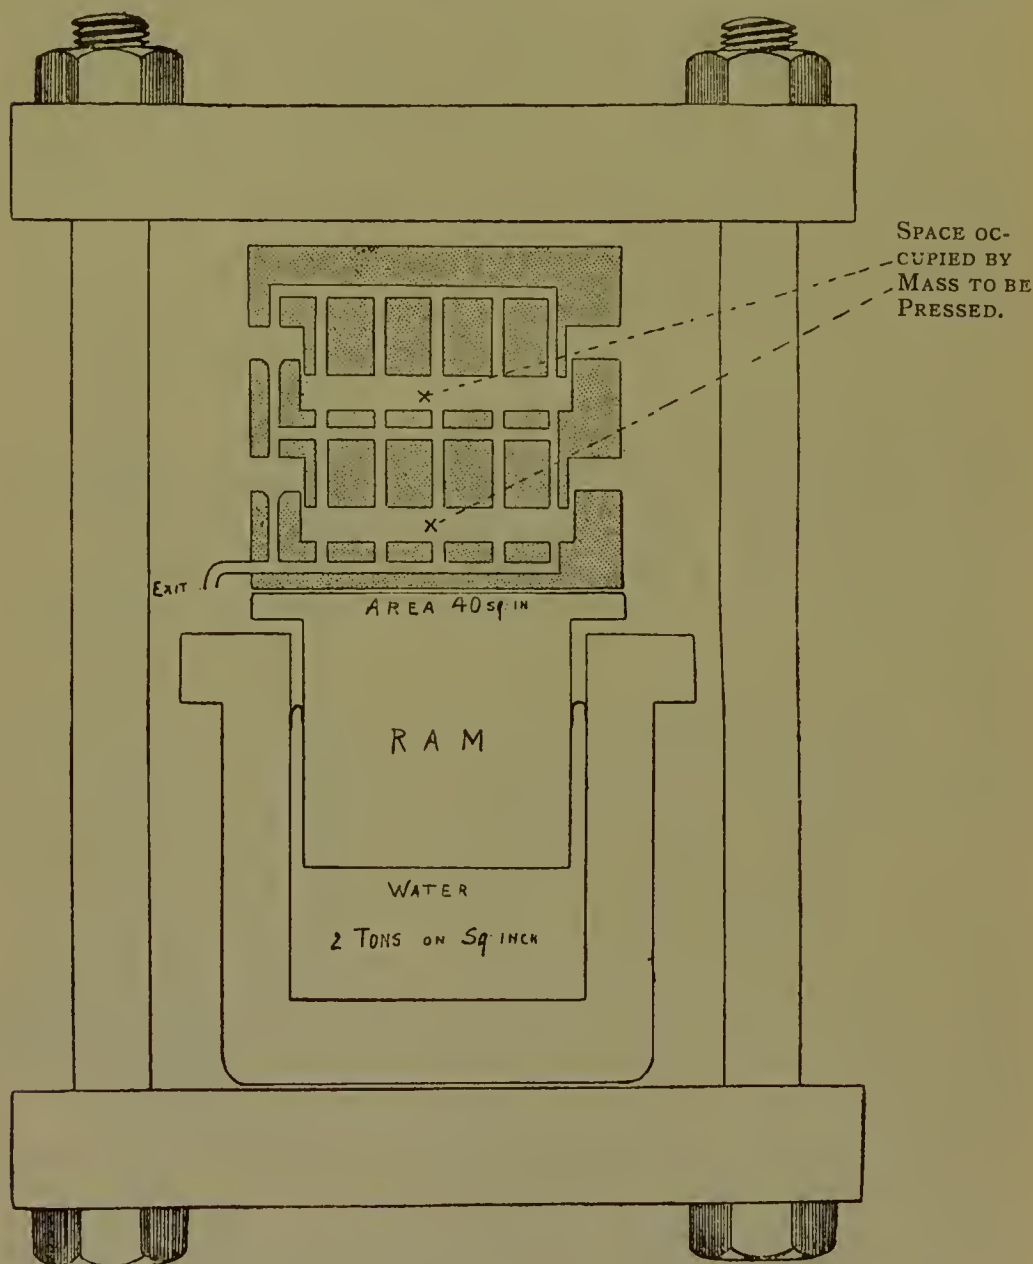 SPACE OC-
CUPIED BY
MASS TO BE
PRESSED.
EXIT
AREA 40 sq. IN
RAM
WATER
2 TONS ON Sq. INCH